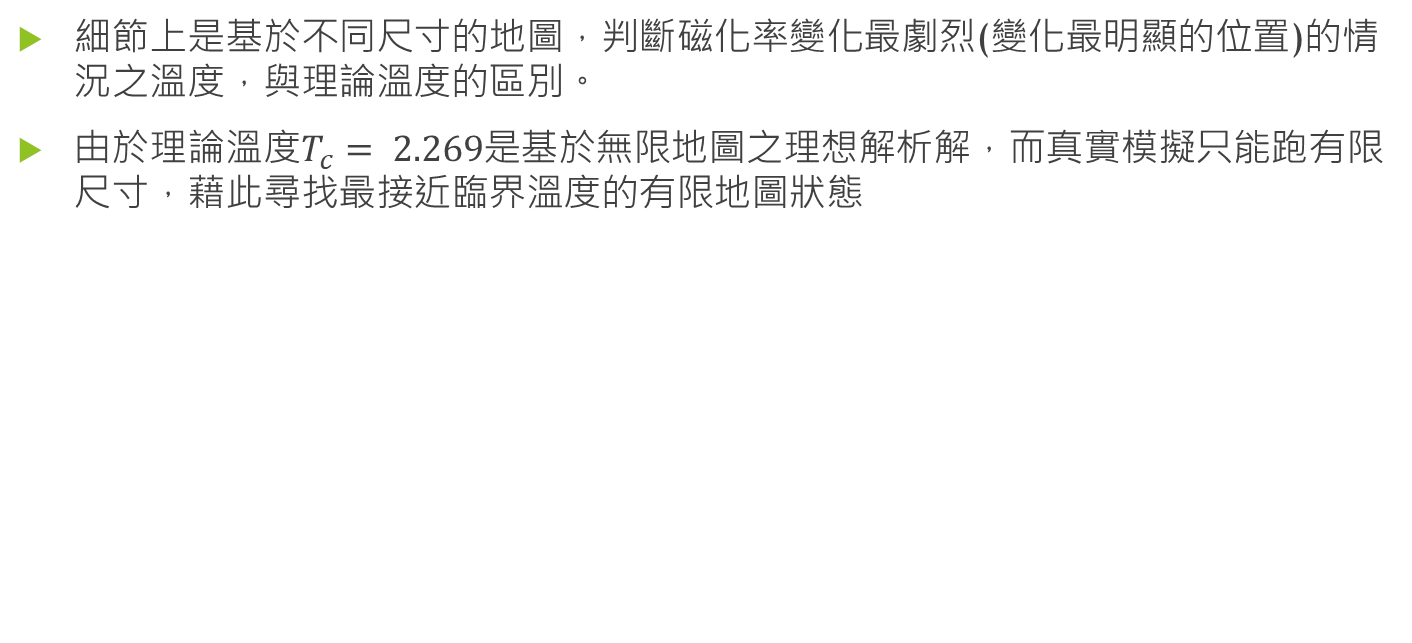 細節上是基於不同尺寸的地圖，判斷磁化率變化最劇烈(變化最明顯的位置)的情
況之溫度，與理論溫度的區別。
由於理論溫度T_c = 2.269是基於無限地圖之理想解析解，而真實模擬只能跑有限
尺寸，藉此尋找最接近臨界溫度的有限地圖狀態